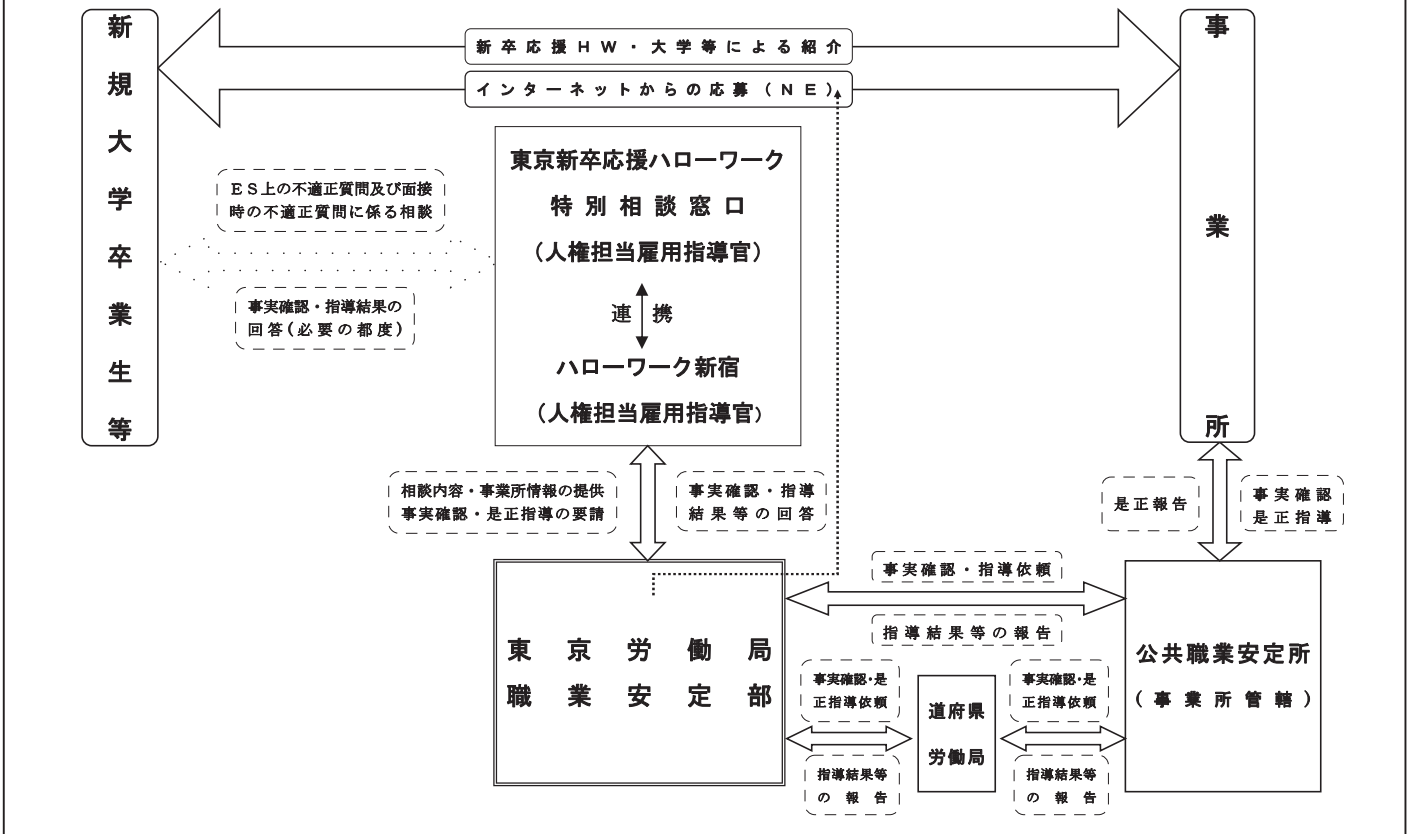 新規大学卒業生等
新卒応援ＨＷ・大学等による紹介
インターネットからの応募（ＮＥ）
事業所
東京新卒応援ハローワーク
特別相談窓口
（人権担当雇用指導官）
連携
ハローワーク新宿
（人権担当雇用指導官）
ＥＳ上の不適正質問及び面接
時の不適正質問に係る相談
事実確認・指導結果の
回答（必要の都度）
相談内容・事業所情報の提供
事実確認・是正指導の要請
事実確認・指導
結果等の回答
是正報告
事実確認
是正指導
東京労働局
職業安定部
事実確認・指導依頼
指導結果等の報告
事実確認・是
正指導依頼
指導結果等
の報告
道府県
労働局
事実確認・是
正指導依頼
指導結果等
の報告
公共職業安定所
（事業所管轄）